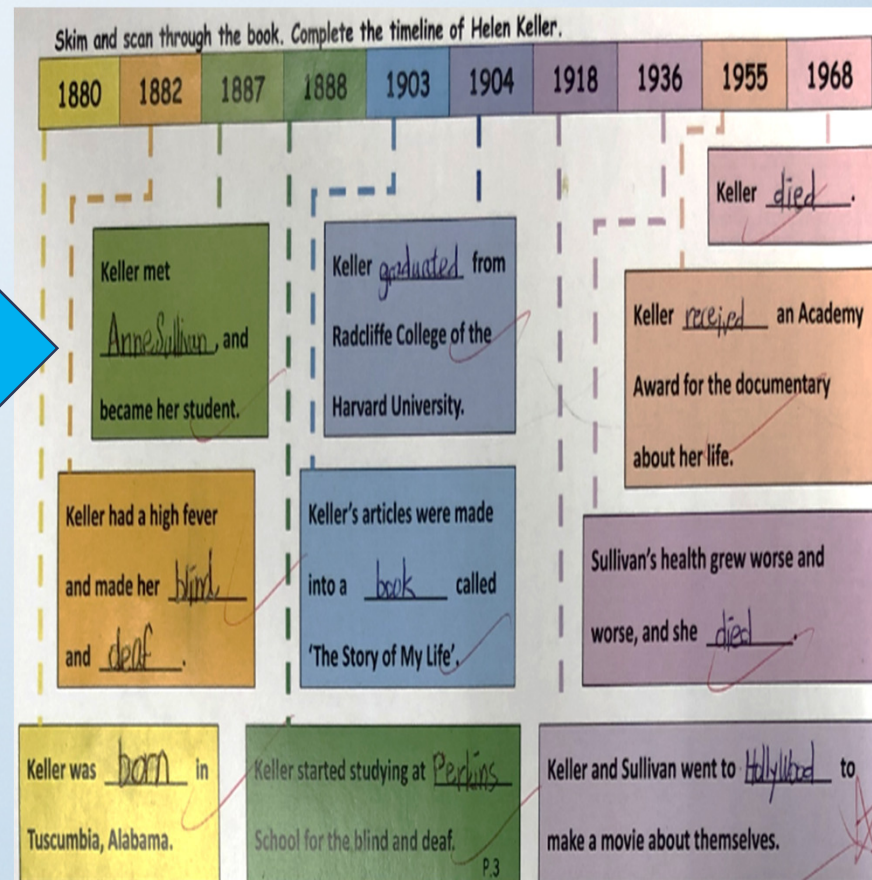 Skim and scan through the book. Complete the timeline of Helen Keller.
1880 1882 1887 1888 1903 1904 1918 1936 1955 1968
Keller died.
Keller met
Anne Sullivan, and
became her student.
Keller graduated from
Radcliffe College of the
Harvard University.
Keller received an Academy
Award for the documentary
about her life.
Keller had a high fever
and made her blind
and deaf.
Keller's articles were made
into a book called
'The Story of My Life'.
Sullivan's health grew worse and
worse, and she died.
Keller was born in
Tuscumbia, Alabama.
Keller started studying at Perkins
School for the blind and deaf.
P.3
Keller and Sullivan went to Hollywood to
make a movie about themselves.